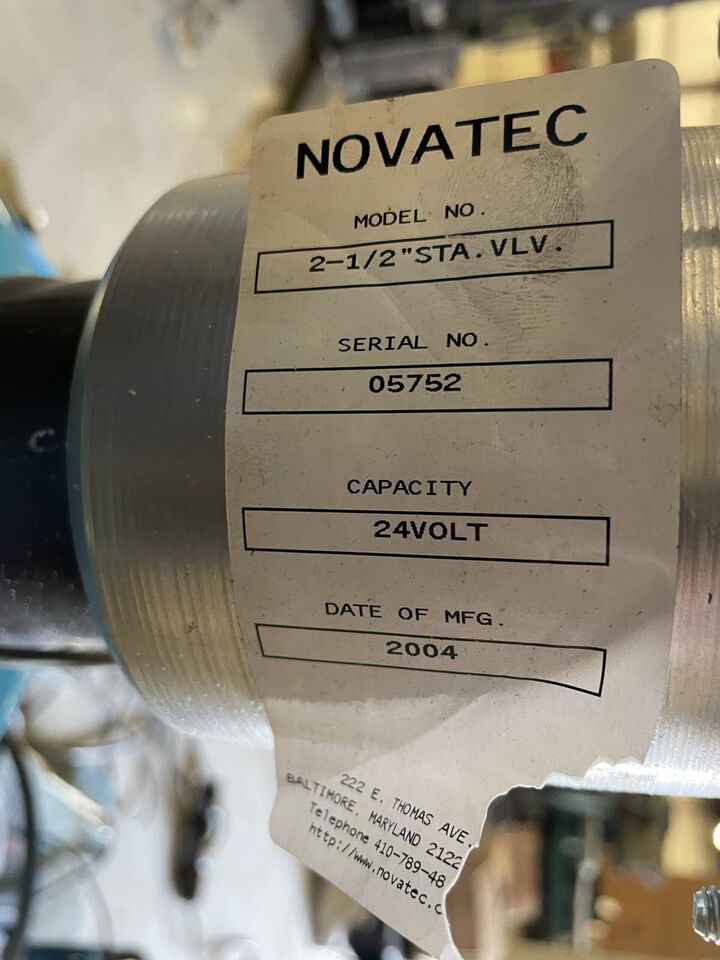 NOVATEC
MODEL NO.
2-1/2"STA.VLV.
SERIAL NO.
05752
CAPACITY
24VOLT
DATE OF MFG.
2004
222 E. THOMAS AVE.
BALTIMORE, MARYLAND 2122
Telephone 410-789-48
http://www.novatec.c